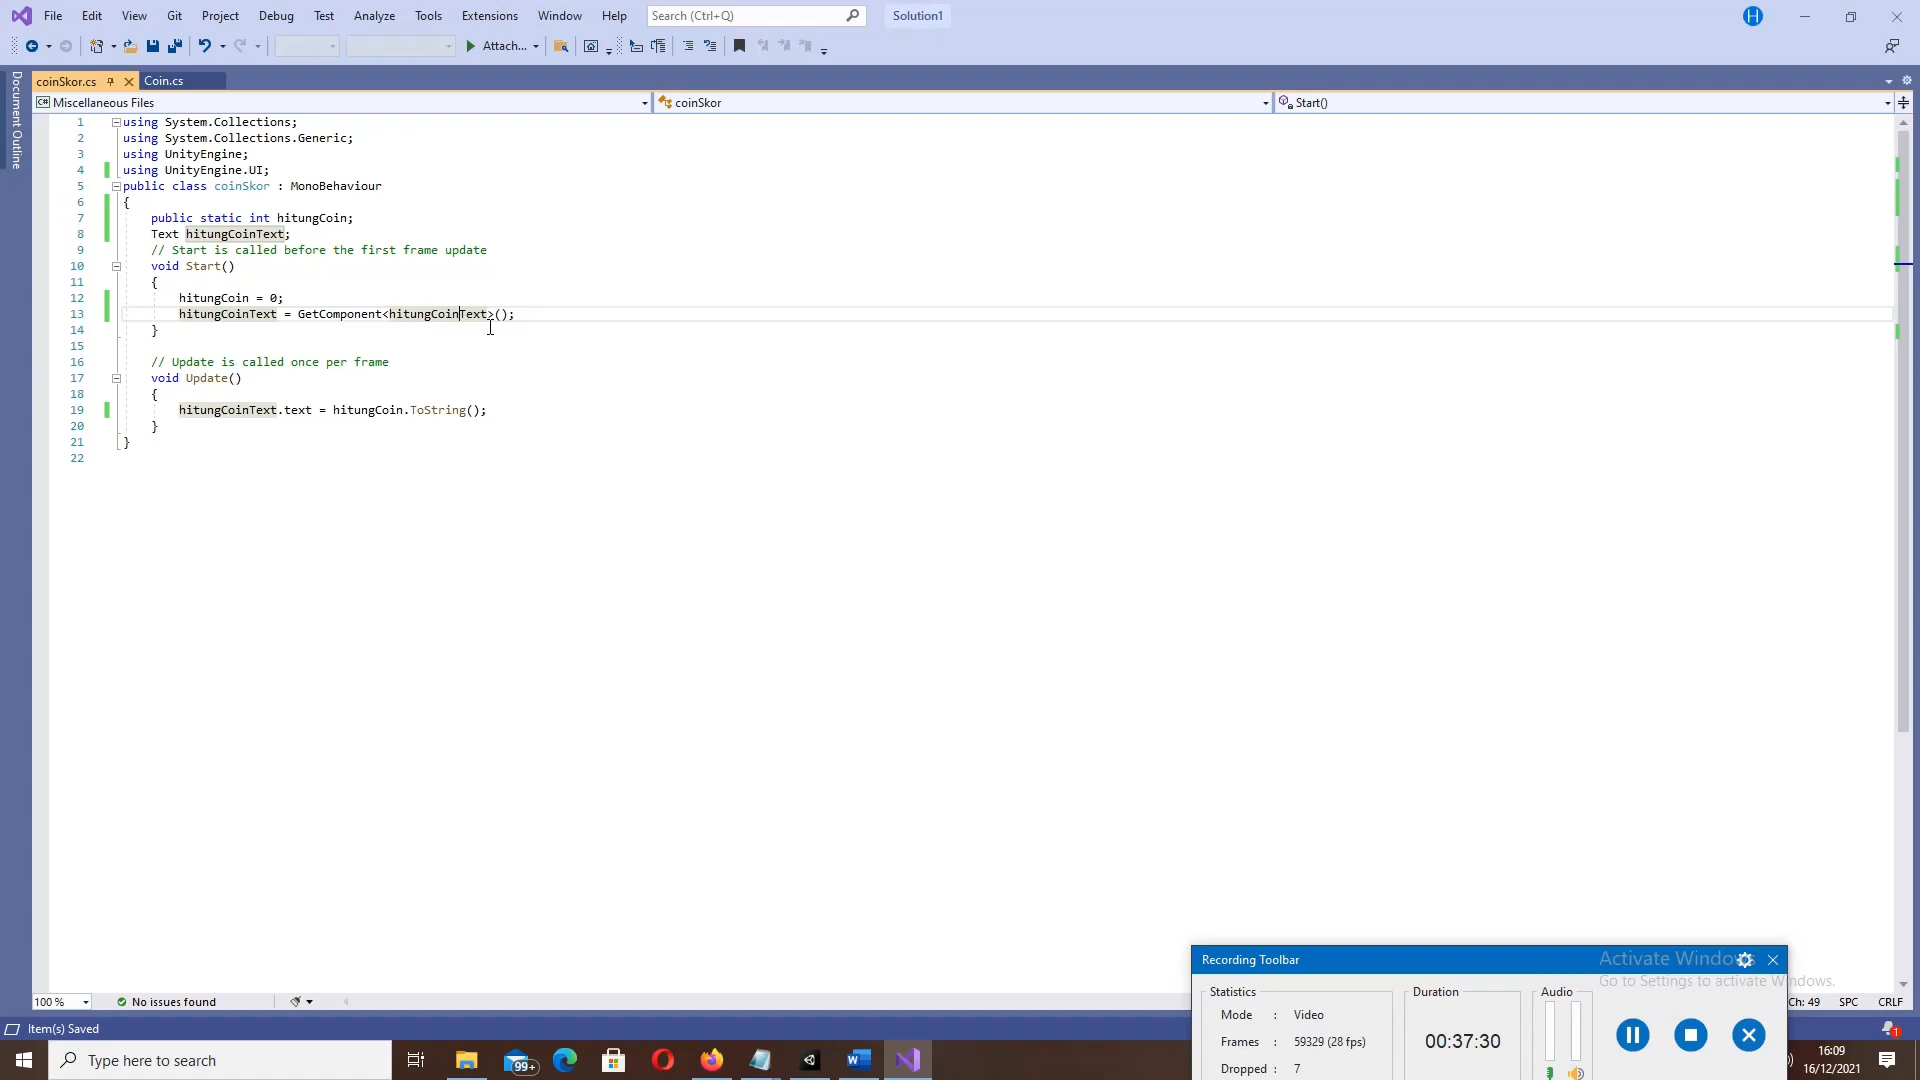 File Edit View Git Project Debug Test Analyze Tools Extensions Window Help Search (Ctrl+Q) Solution1 H
Attach...
Document Outline
coinSkor.cs Coin.cs
C# Miscellaneous Files coinSkor Start()
1 using System.Collections;
2 using System.Collections.Generic;
3 using UnityEngine;
4 using UnityEngine.UI;
5 public class coinSkor : MonoBehaviour
6 {
7 public static int hitungCoin;
8 Text hitungCoinText;
9 // Start is called before the first frame update
10 void Start()
11 {
12 hitungCoin = 0;
13 hitungCoinText = GetComponent<hitungCoinText>();
14 }
15
16 // Update is called once per frame
17 void Update()
18 {
19 hitungCoinText.text = hitungCoin.ToString();
20 }
21 }
22
Recording Toolbar
Activate Windows
Go to Settings to activate Windows.
Statistics Duration Audio
Mode : Video
Frames : 59329 (28 fps)
Dropped : 7
00:37:30
100 % No issues found Ch: 49 SPC CRLF
Item(s) Saved 1
Type here to search 99+ 16:09
16/12/2021